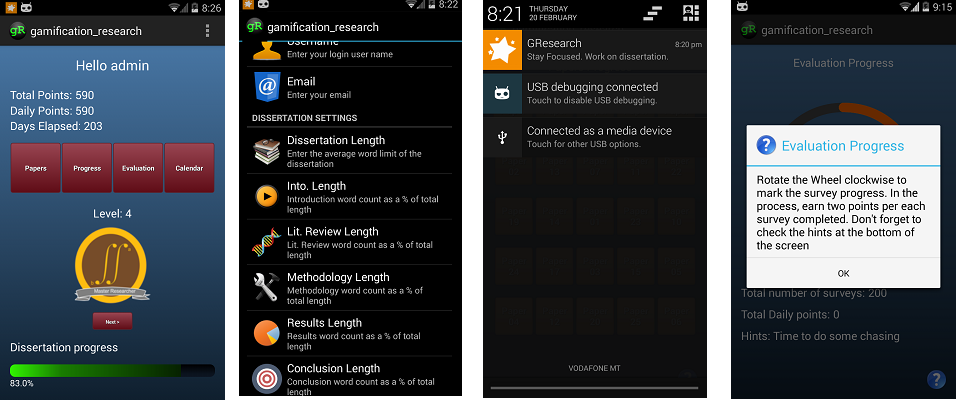 8:26
gR gamification_research
Hello admin
Total Points: 590
Daily Points: 590
Days Elapsed: 203
Papers
Progress
Evaluation
Calendar
Level: 4
Master Researcher
Next >
Dissertation progress
83.0%
8:22
gR gamification_research
Username
Enter your login user name
Email
Enter your email
DISSERTATION SETTINGS
Dissertation Length
Enter the average word limit of the
dissertation
Into. Length
Introduction word count as a % of total
length
Lit. Review Length
Lit. Review word count as a % of total
length
Methodology Length
Methodology word count as a % of
total length
Results Length
Results word count as a % of total
length
Conclusion Length
Conclusion word count as a % of total
length
8:21 THURSDAY
20 FEBRUARY
GResearch 8:20 pm
Stay Focused. Work on dissertation.
USB debugging connected
Touch to disable USB debugging.
Connected as a media device
Touch for other USB options.
VODAFONE MT
9:15
gR gamification_research
Evaluation Progress
Evaluation Progress
Rotate the Wheel clockwise to
mark the survey progress. In the
process, earn two points per each
survey completed. Don't forget to
check the hints at the bottom of
the screen
OK
Total number of surveys: 200
Total Daily points: 0
Hints: Time to do some chasing